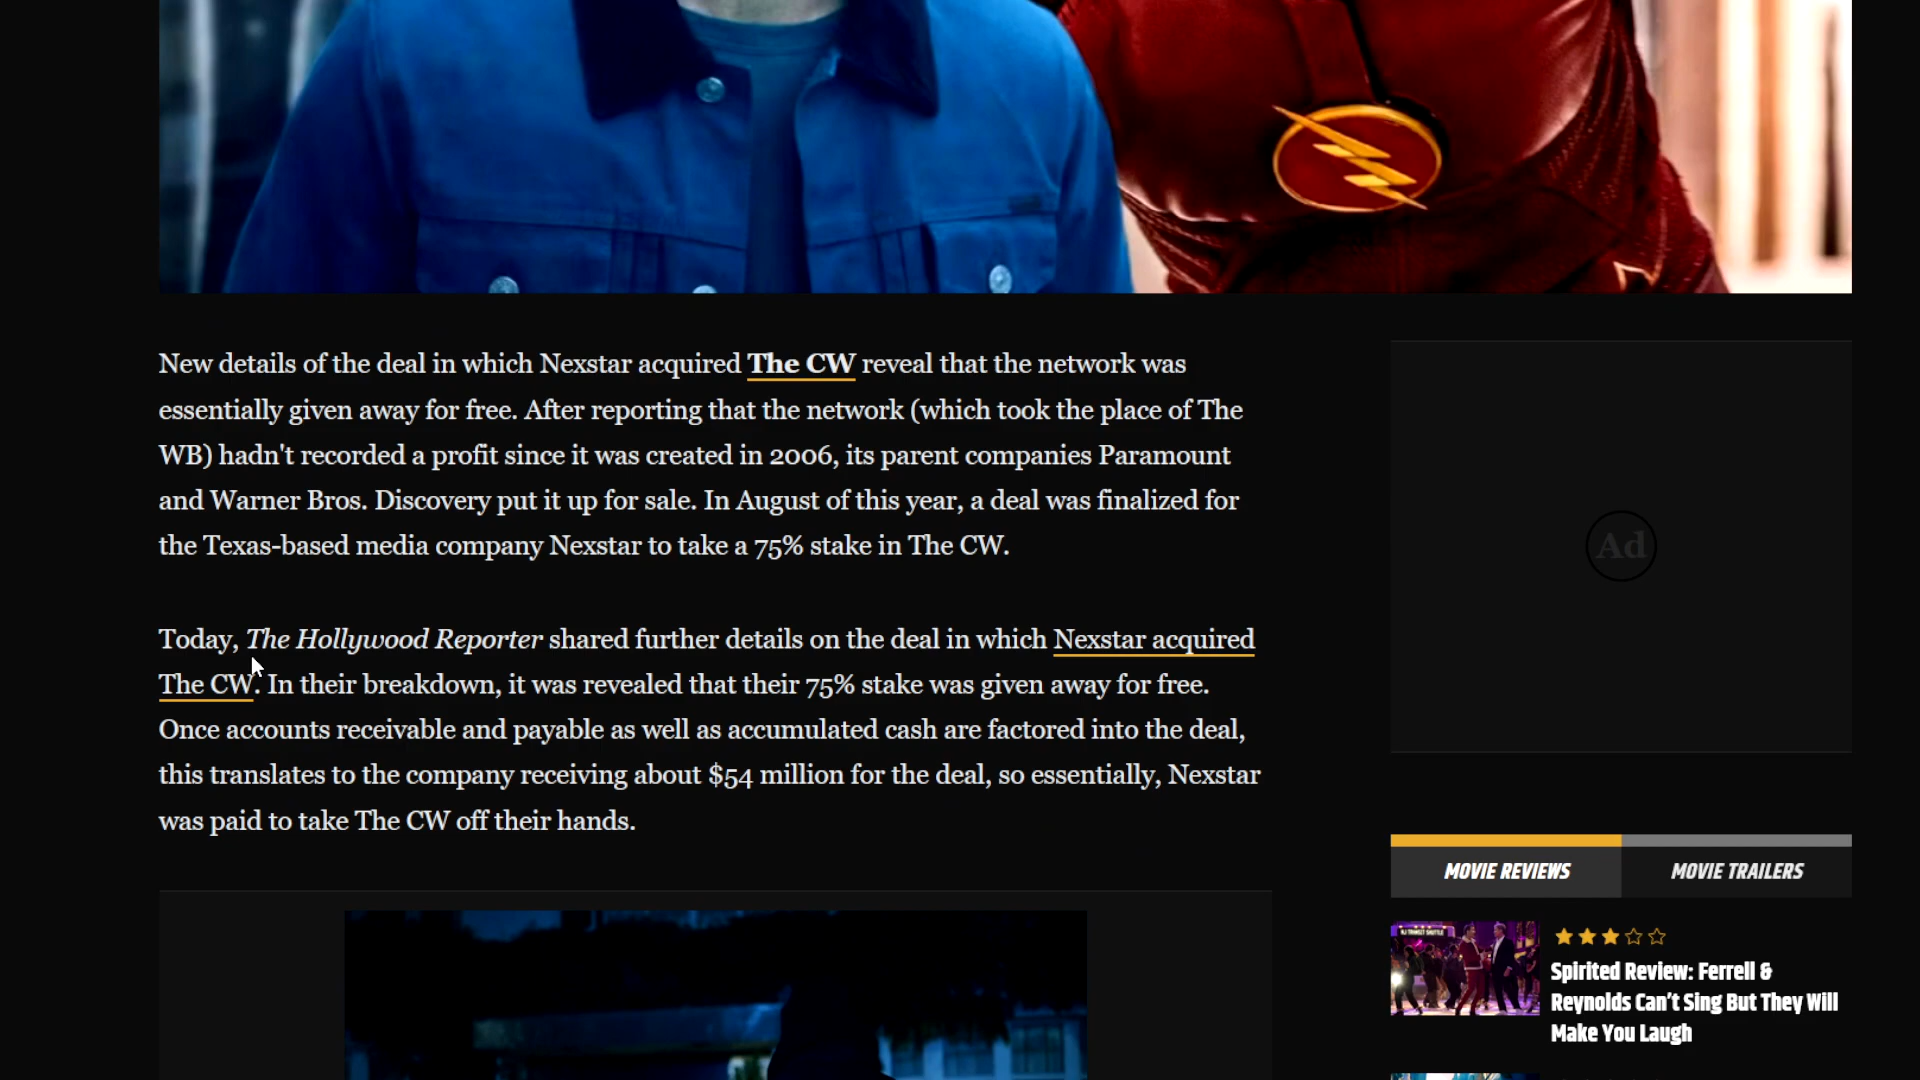 New details of the deal in which Nexstar acquired The CW reveal that the network was
essentially given away for free. After reporting that the network (which took the place of The
WB) hadn't recorded a profit since it was created in 2006, its parent companies Paramount
and Warner Bros. Discovery put it up for sale. In August of this year, a deal was finalized for
the Texas-based media company Nexstar to take a 75% stake in The CW.
Today, The Hollywood Reporter shared further details on the deal in which Nexstar acquired
The CW. In their breakdown, it was revealed that their 75% stake was given away for free.
Once accounts receivable and payable as well as accumulated cash are factored into the deal,
this translates to the company receiving about $54 million for the deal, so essentially, Nexstar
was paid to take The CW off their hands.
Ad
MOVIE REVIEWS
MOVIE TRAILERS
NJ TRANSIT SHUTTLE
Spirited Review: Ferrell &
Reynolds Can't Sing But They Will
Make You Laugh